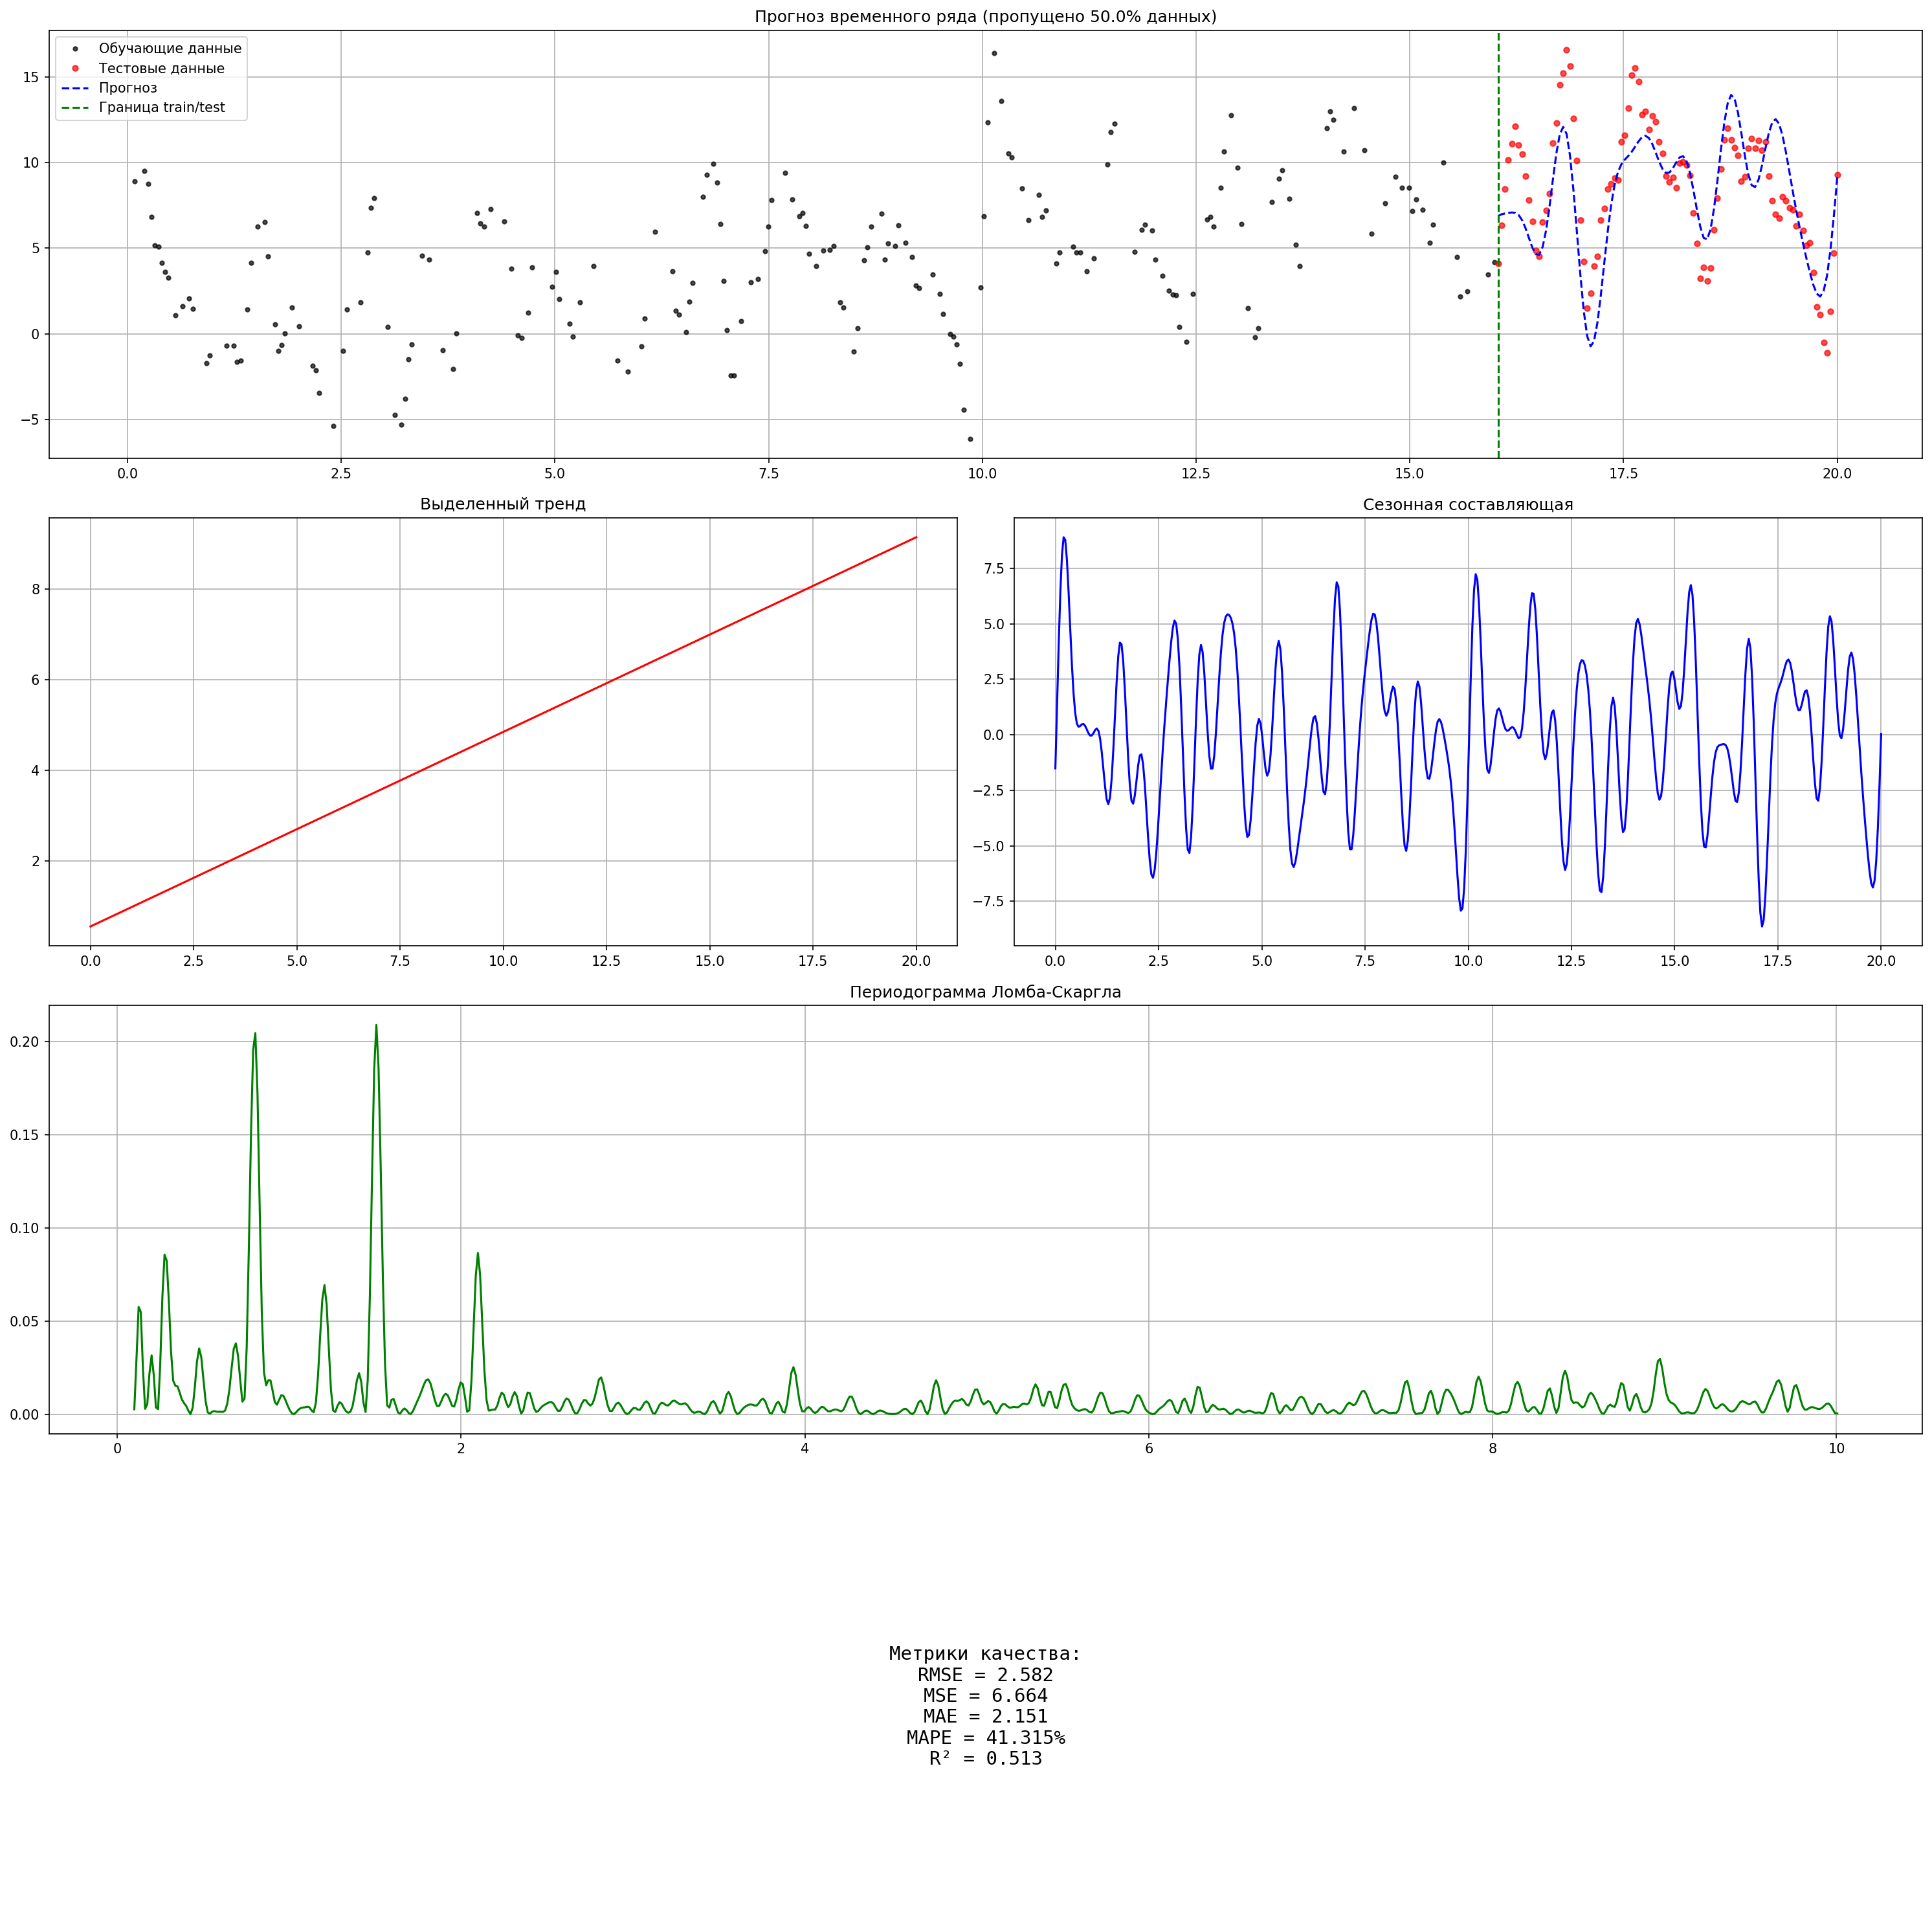 Прогноз временного ряда (пропущено 50.0% данных)
Обучающие данные
Тестовые данные
Прогноз
Граница train/test
15
10
5
0
−5
0.0 2.5 5.0 7.5 10.0 12.5 15.0 17.5 20.0
Выделенный тренд
8
6
4
2
0.0 2.5 5.0 7.5 10.0 12.5 15.0 17.5 20.0
Сезонная составляющая
7.5
5.0
2.5
0.0
−2.5
−5.0
−7.5
0.0 2.5 5.0 7.5 10.0 12.5 15.0 17.5 20.0
Периодограмма Ломба-Скаргла
0.20
0.15
0.10
0.05
0.00
0 2 4 6 8 10
Метрики качества:
RMSE = 2.582
MSE = 6.664
MAE = 2.151
MAPE = 41.315%
R² = 0.513